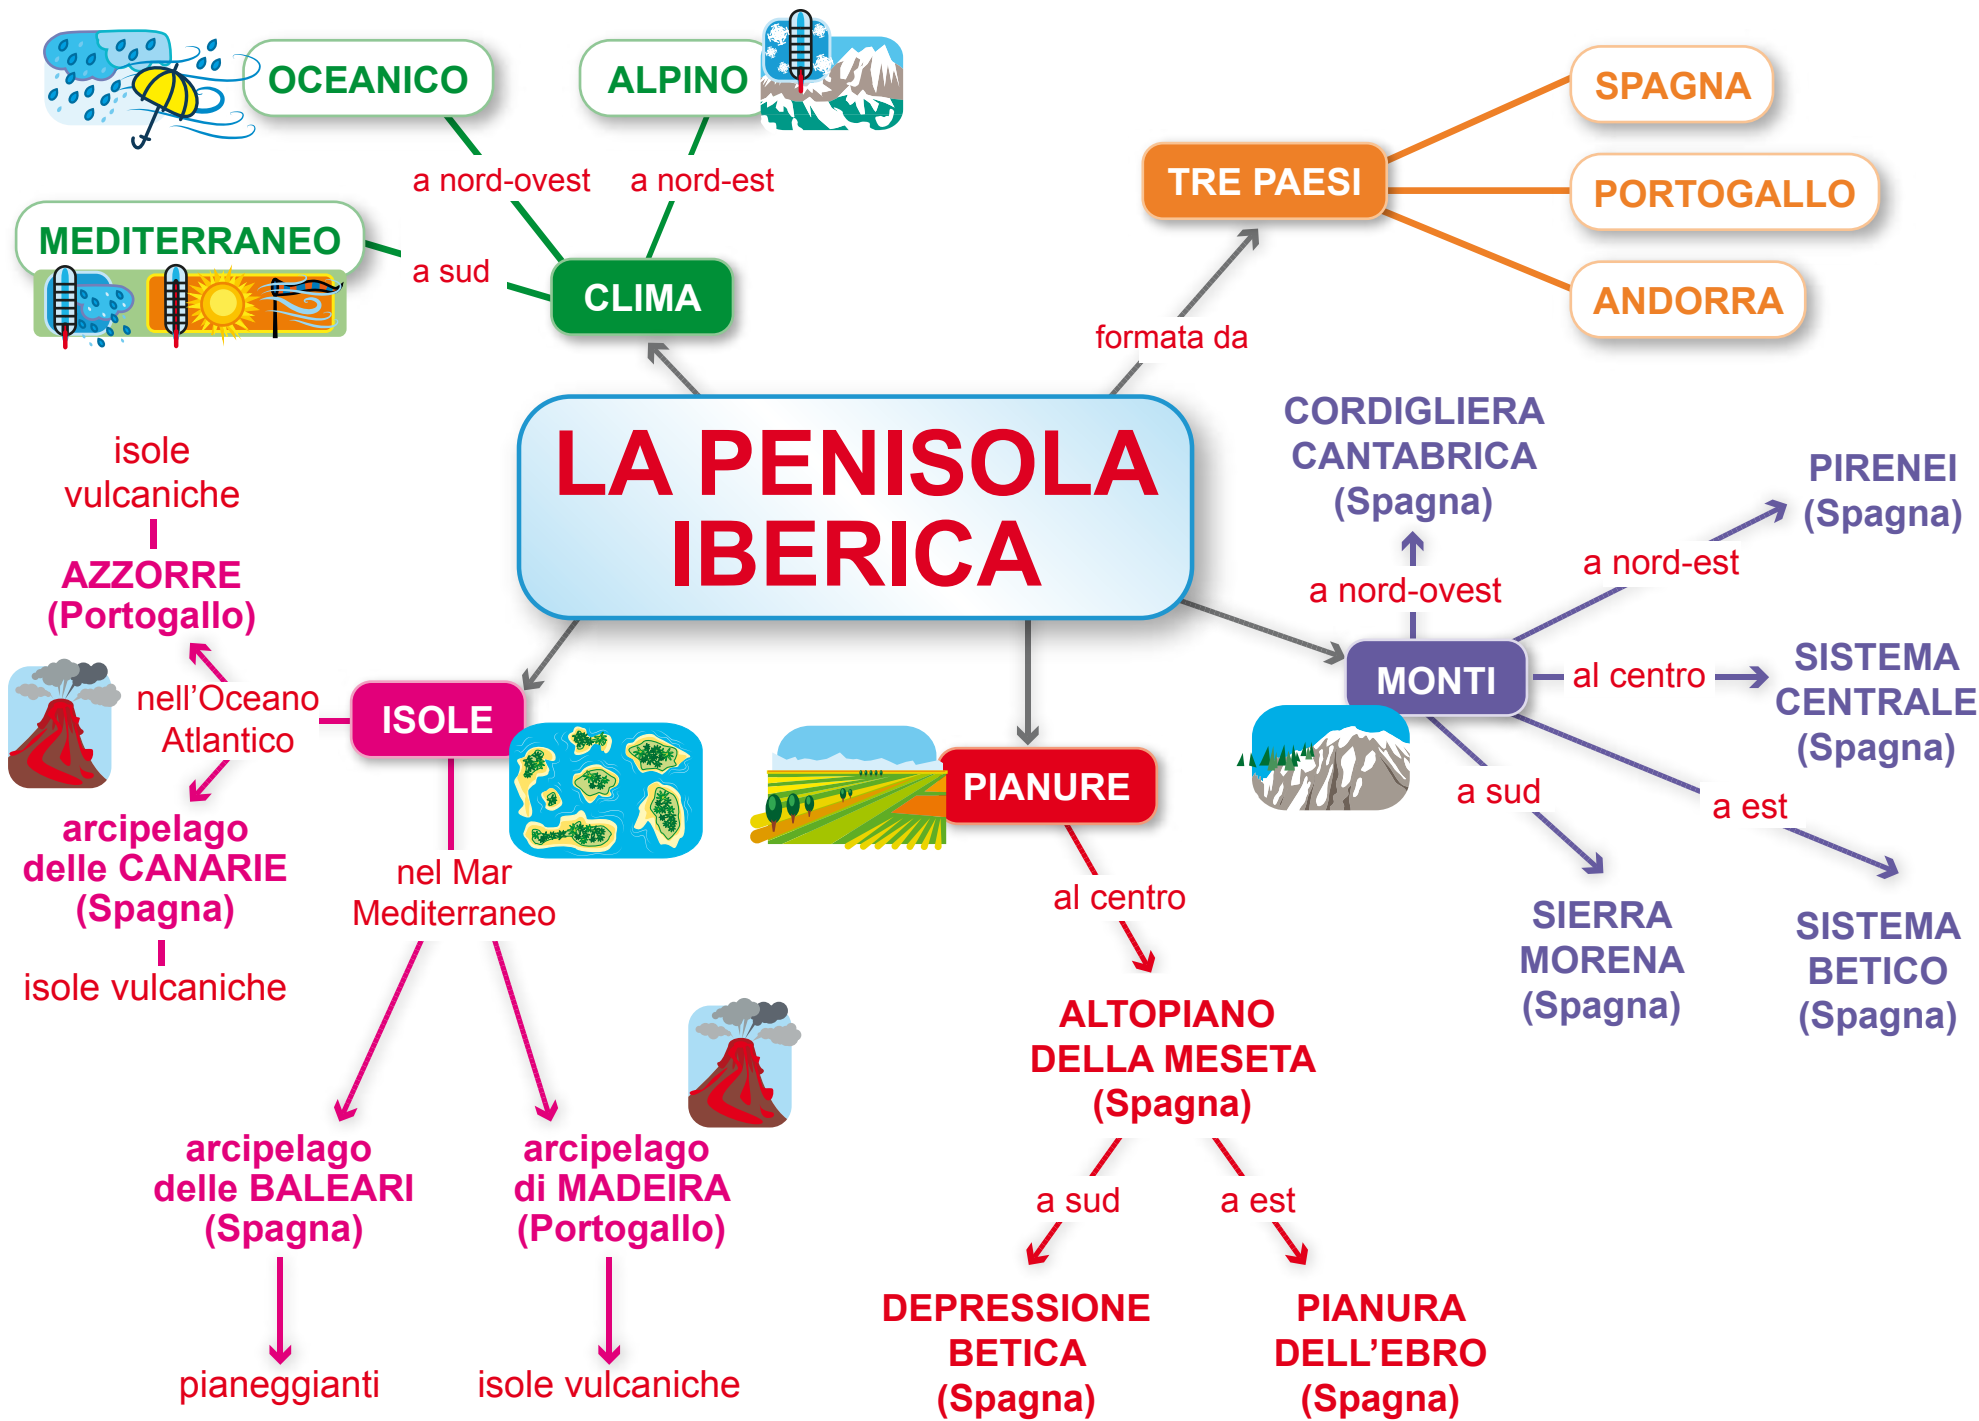 OCEANICO
ALPINO
a nord-ovest
a nord-est
MEDITERRANEO
a sud
CLIMA
TRE PAESI
SPAGNA
PORTOGALLO
ANDORRA
formata da
LA PENISOLA
IBERICA
isole
vulcaniche
AZZORRE
(Portogallo)
nell’Oceano
Atlantico
ISOLE
arcipelago
delle CANARIE
(Spagna)
isole vulcaniche
nel Mar
Mediterraneo
arcipelago
delle BALEARI
(Spagna)
pianeggianti
arcipelago
di MADEIRA
(Portogallo)
isole vulcaniche
PIANURE
al centro
ALTOPIANO
DELLA MESETA
(Spagna)
a sud
a est
DEPRESSIONE
BETICA
(Spagna)
PIANURA
DELL’EBRO
(Spagna)
CORDIGLIERA
CANTABRICA
(Spagna)
a nord-ovest
PIRENEI
(Spagna)
a nord-est
MONTI
al centro
SISTEMA
CENTRALE
(Spagna)
a sud
a est
SIERRA
MORENA
(Spagna)
SISTEMA
BETICO
(Spagna)